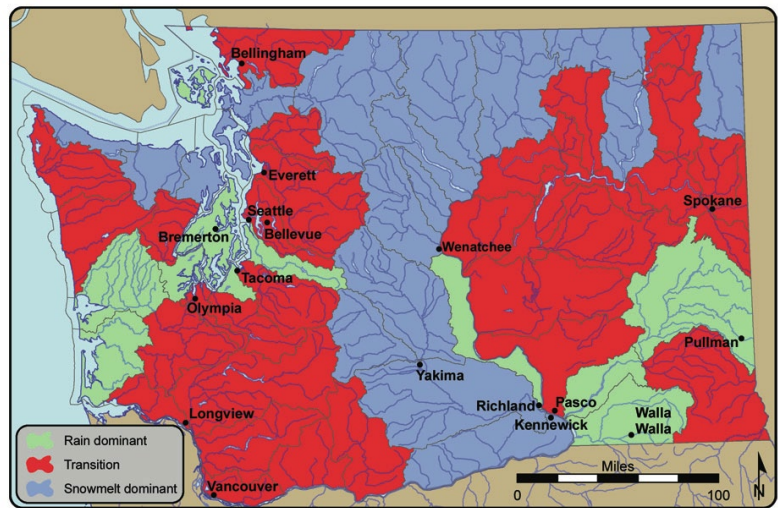 Bellingham
Everett
Seattle
Bellevue
Bremerton
Tacoma
Olympia
Wenatchee
Spokane
Pullman
Yakima
Richland
Pasco
Kennewick
Walla
Walla
Longview
Vancouver
Rain dominant
Transition
Snowmelt dominant
Miles
0
100
N